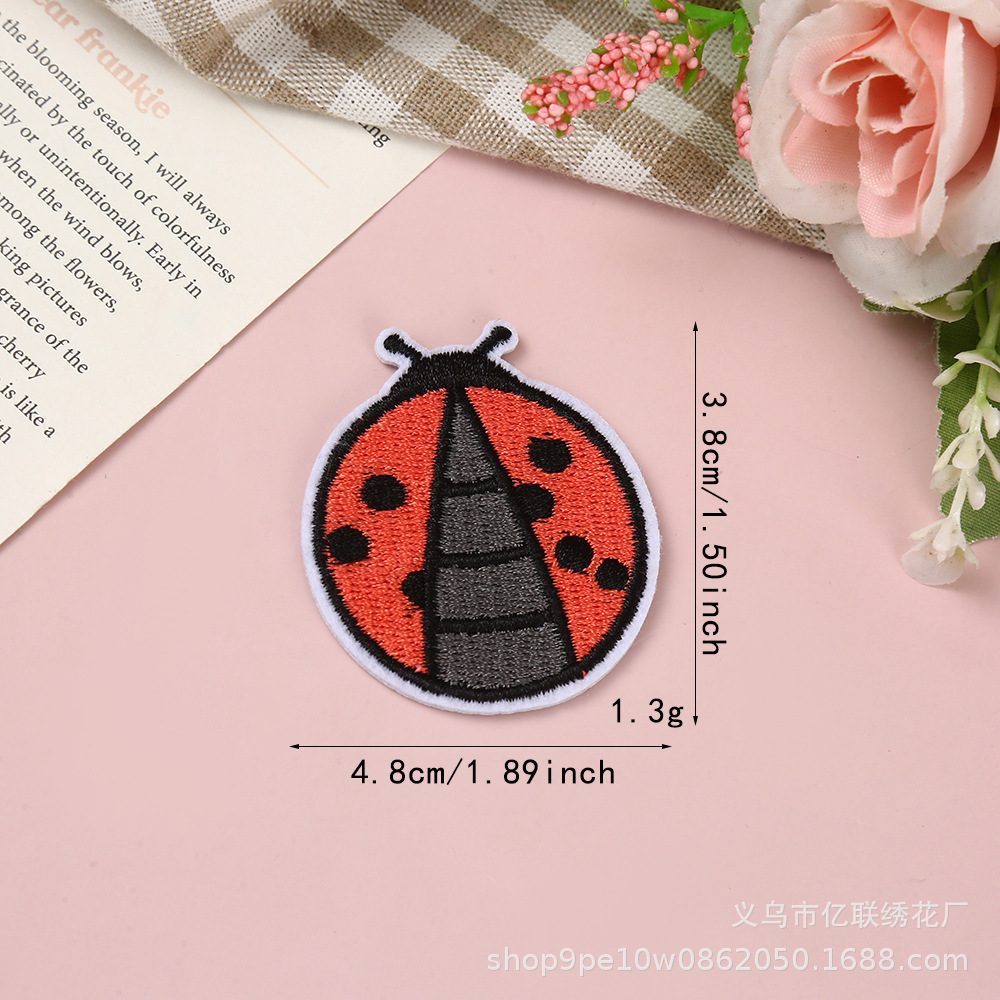 ear frankie
the blooming season, I will always
cinated by the touch of colorfulness
lly or unintentionally. Early in
when the wind blows,
mong the flowers,
king pictures
grance of the
cherry
is like a
th
ng
3.8cm/1.50inch
1.3g
4.8cm/1.89inch
义乌市亿联绣花厂
shop9pe10w0862050.1688.com